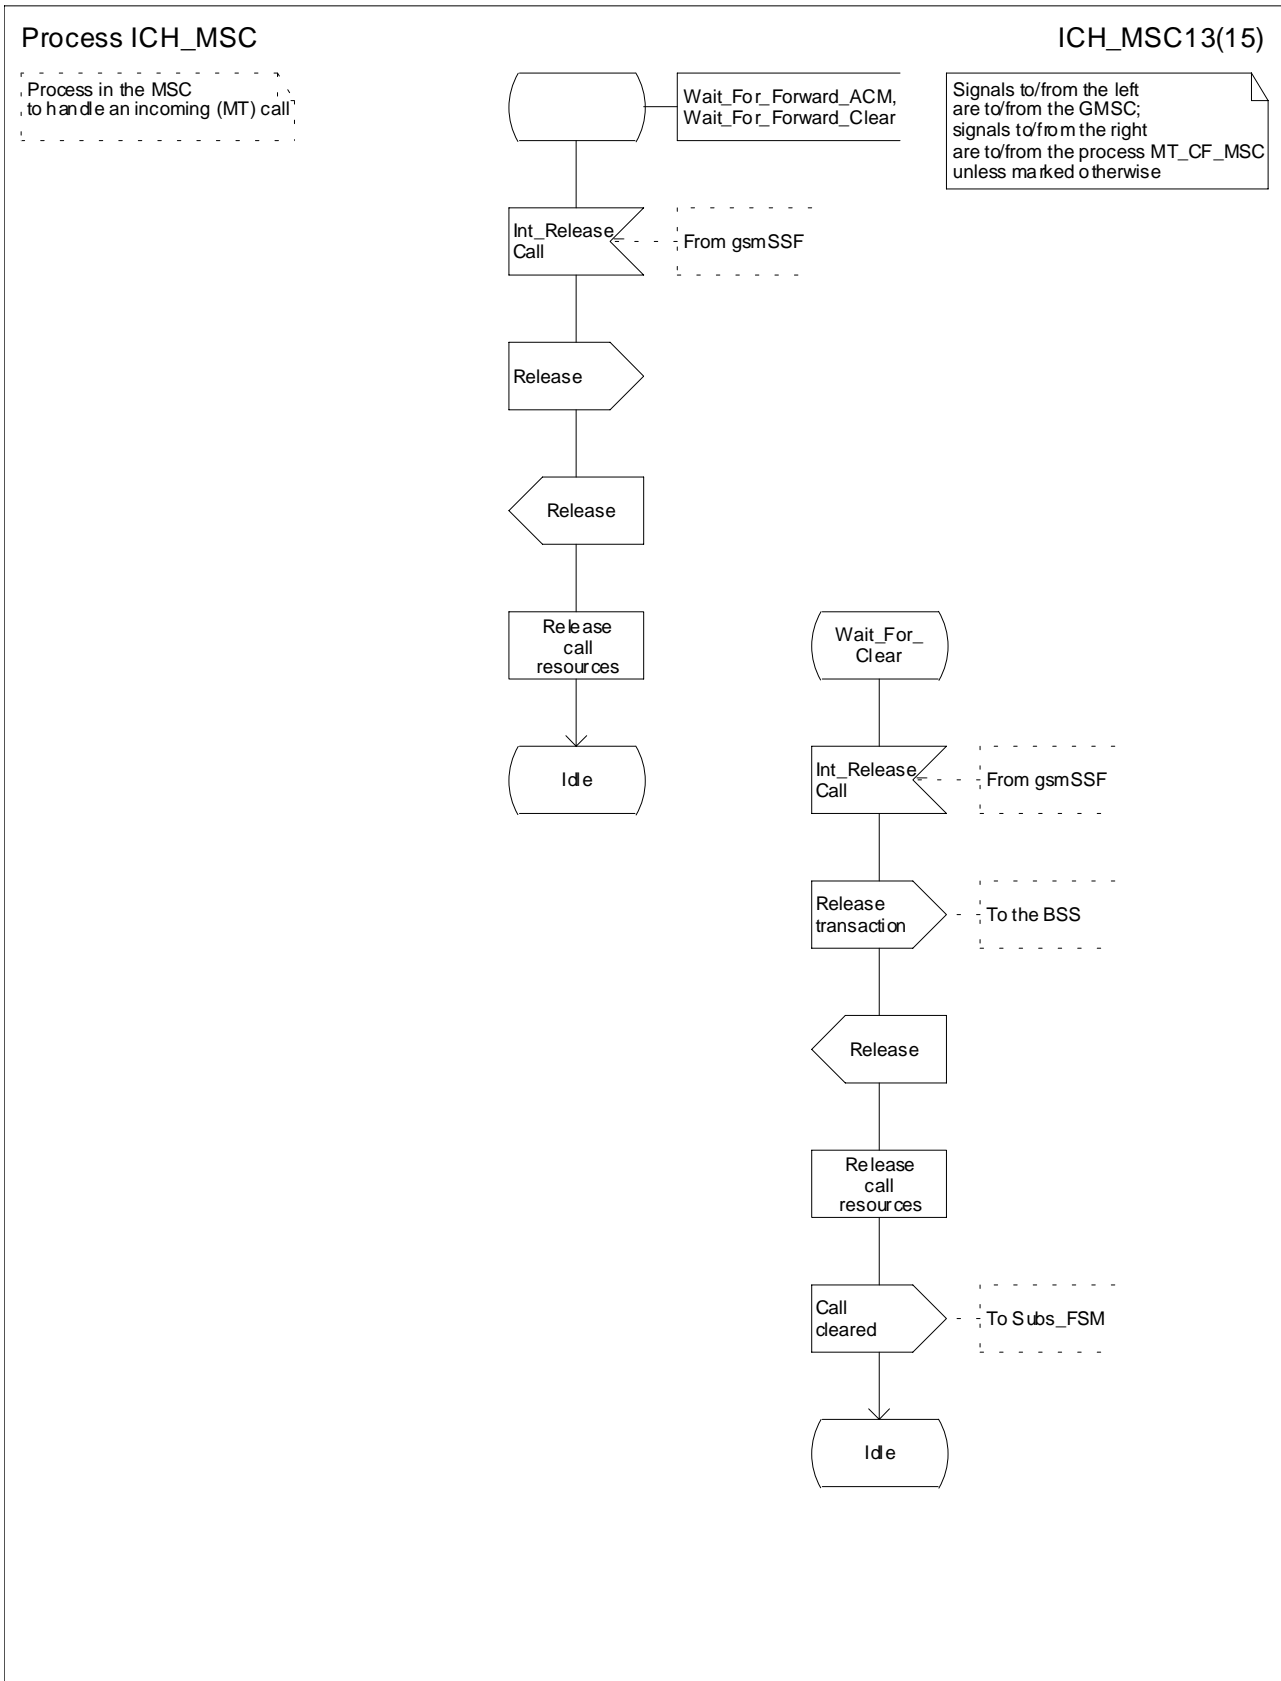 Process ICH_MSC
ICH_MSC13(15)
Process in the MSC
to handle an incoming (MT) call
Wait_For_Forward_ACM,
Wait_For_Forward_Clear
Signals to/from the left
are to/from the GMSC;
signals to/from the right
are to/from the process MT_CF_MSC
unless marked otherwise
Int_Release_
Call
From gsmSSF
Release
Release
Release
call
resources
Idle
Wait_For_
Clear
Int_Release_
Call
From gsmSSF
Release
transaction
To the BSS
Release
Release
call
resources
Call
cleared
To Subs_FSM
Idle